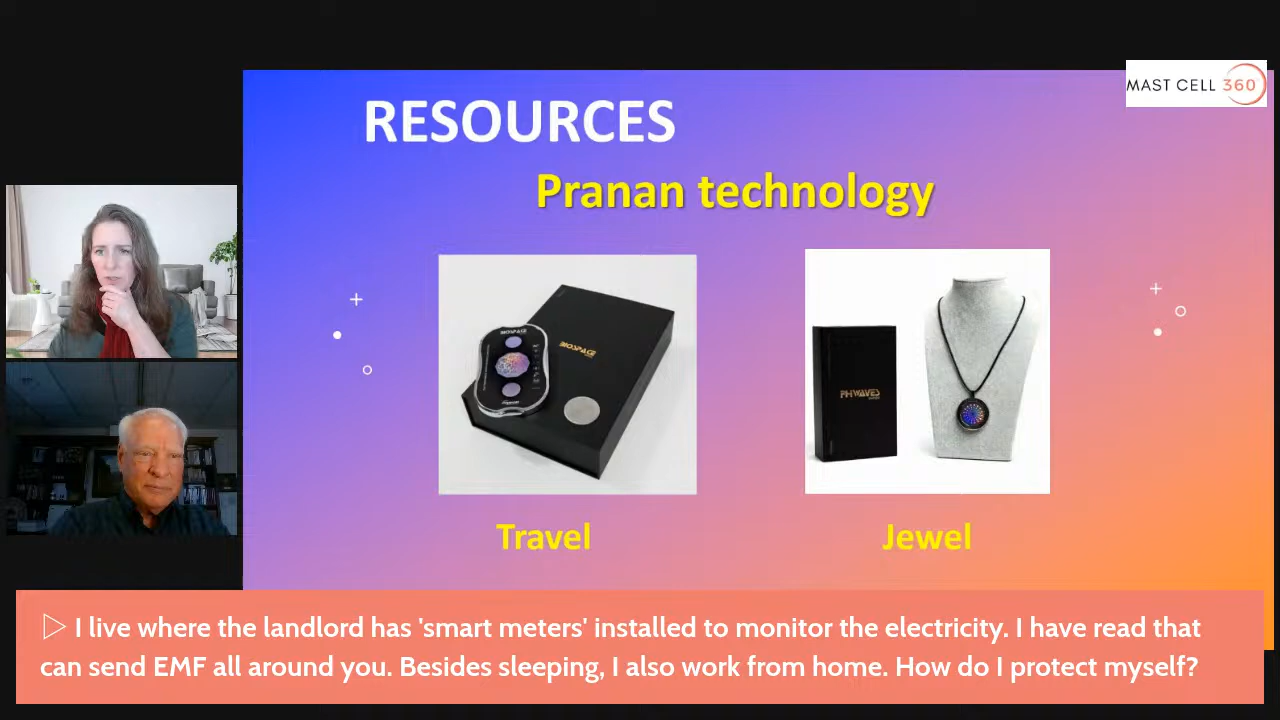 MAST CELL 360
RESOURCES
Pranan technology
BIOSPACE
BIOSPACE
PHIWAVES
Travel
Jewel
I live where the landlord has 'smart meters' installed to monitor the electricity. I have read that
can send EMF all around you. Besides sleeping, I also work from home. How do I protect myself?